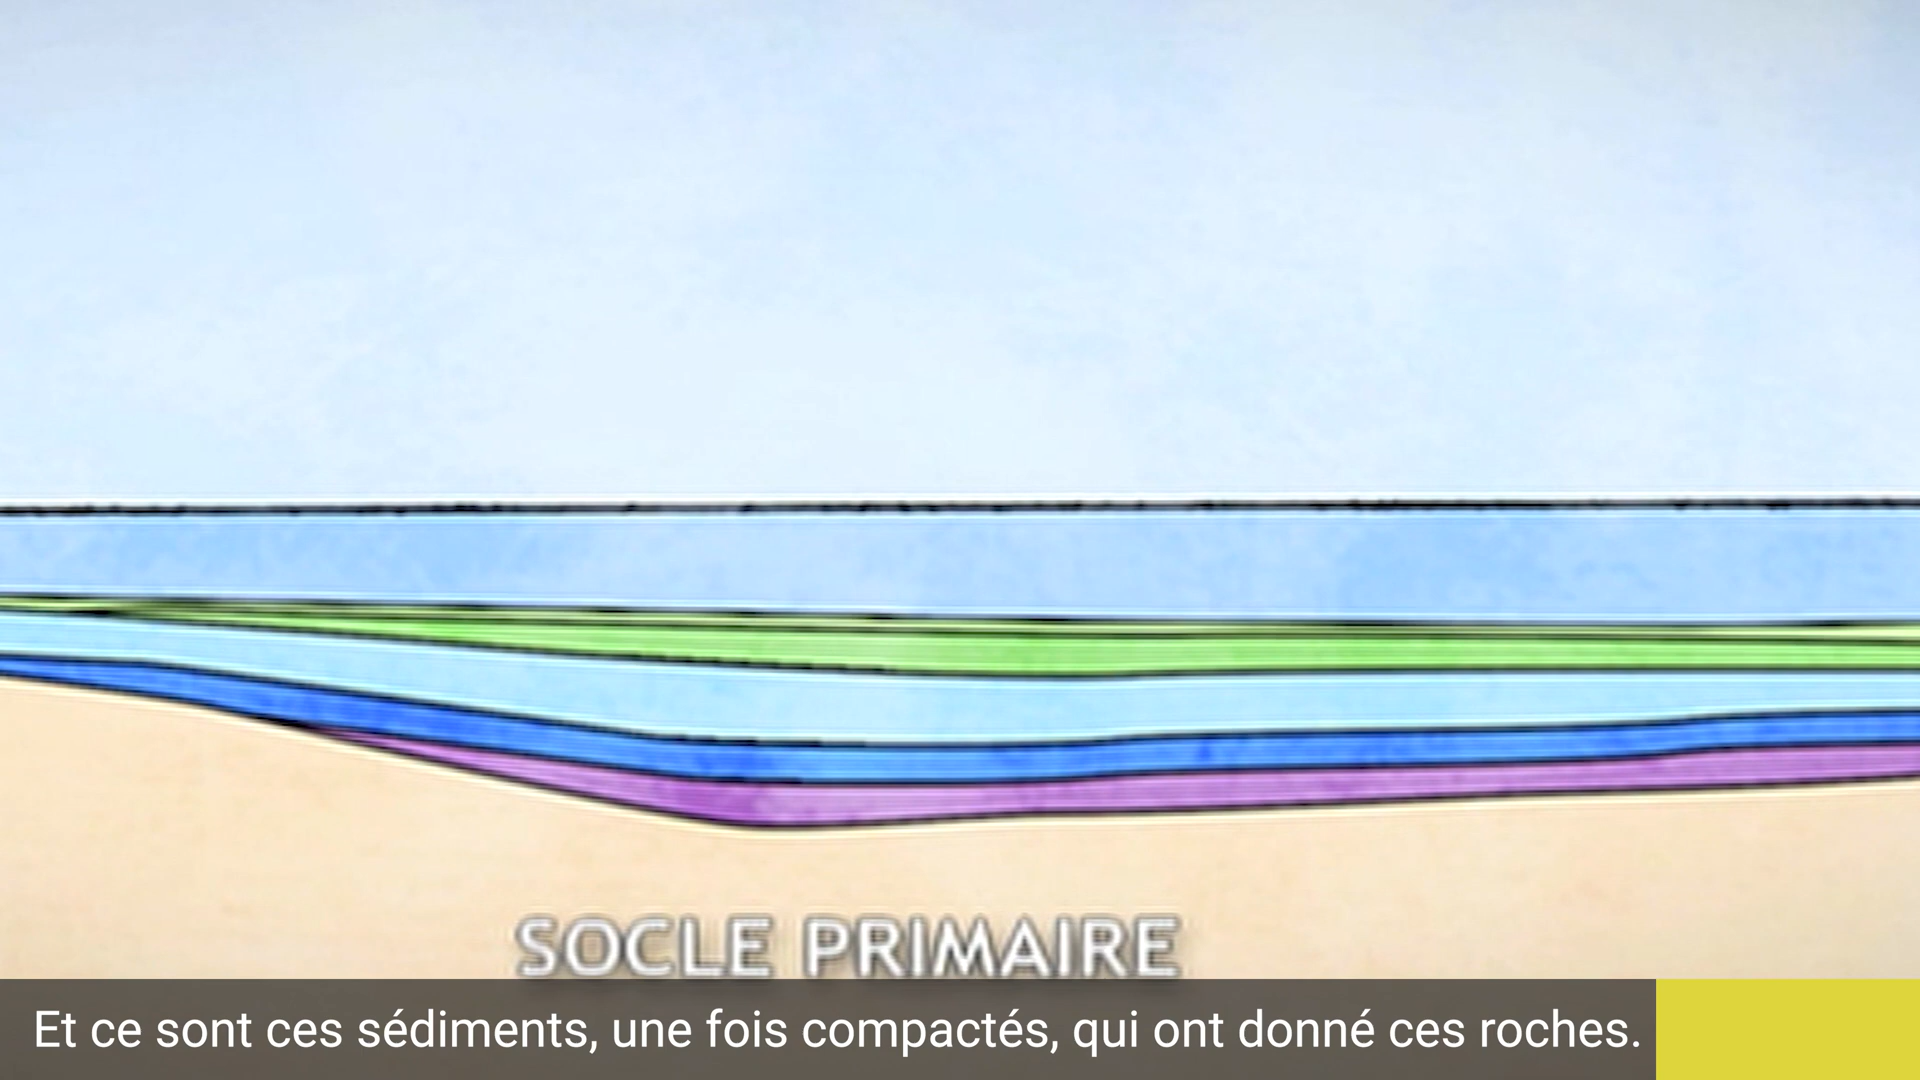 SOCLE PRIMAIRE
Et ce sont ces sédiments, une fois compactés, qui ont donné ces roches.